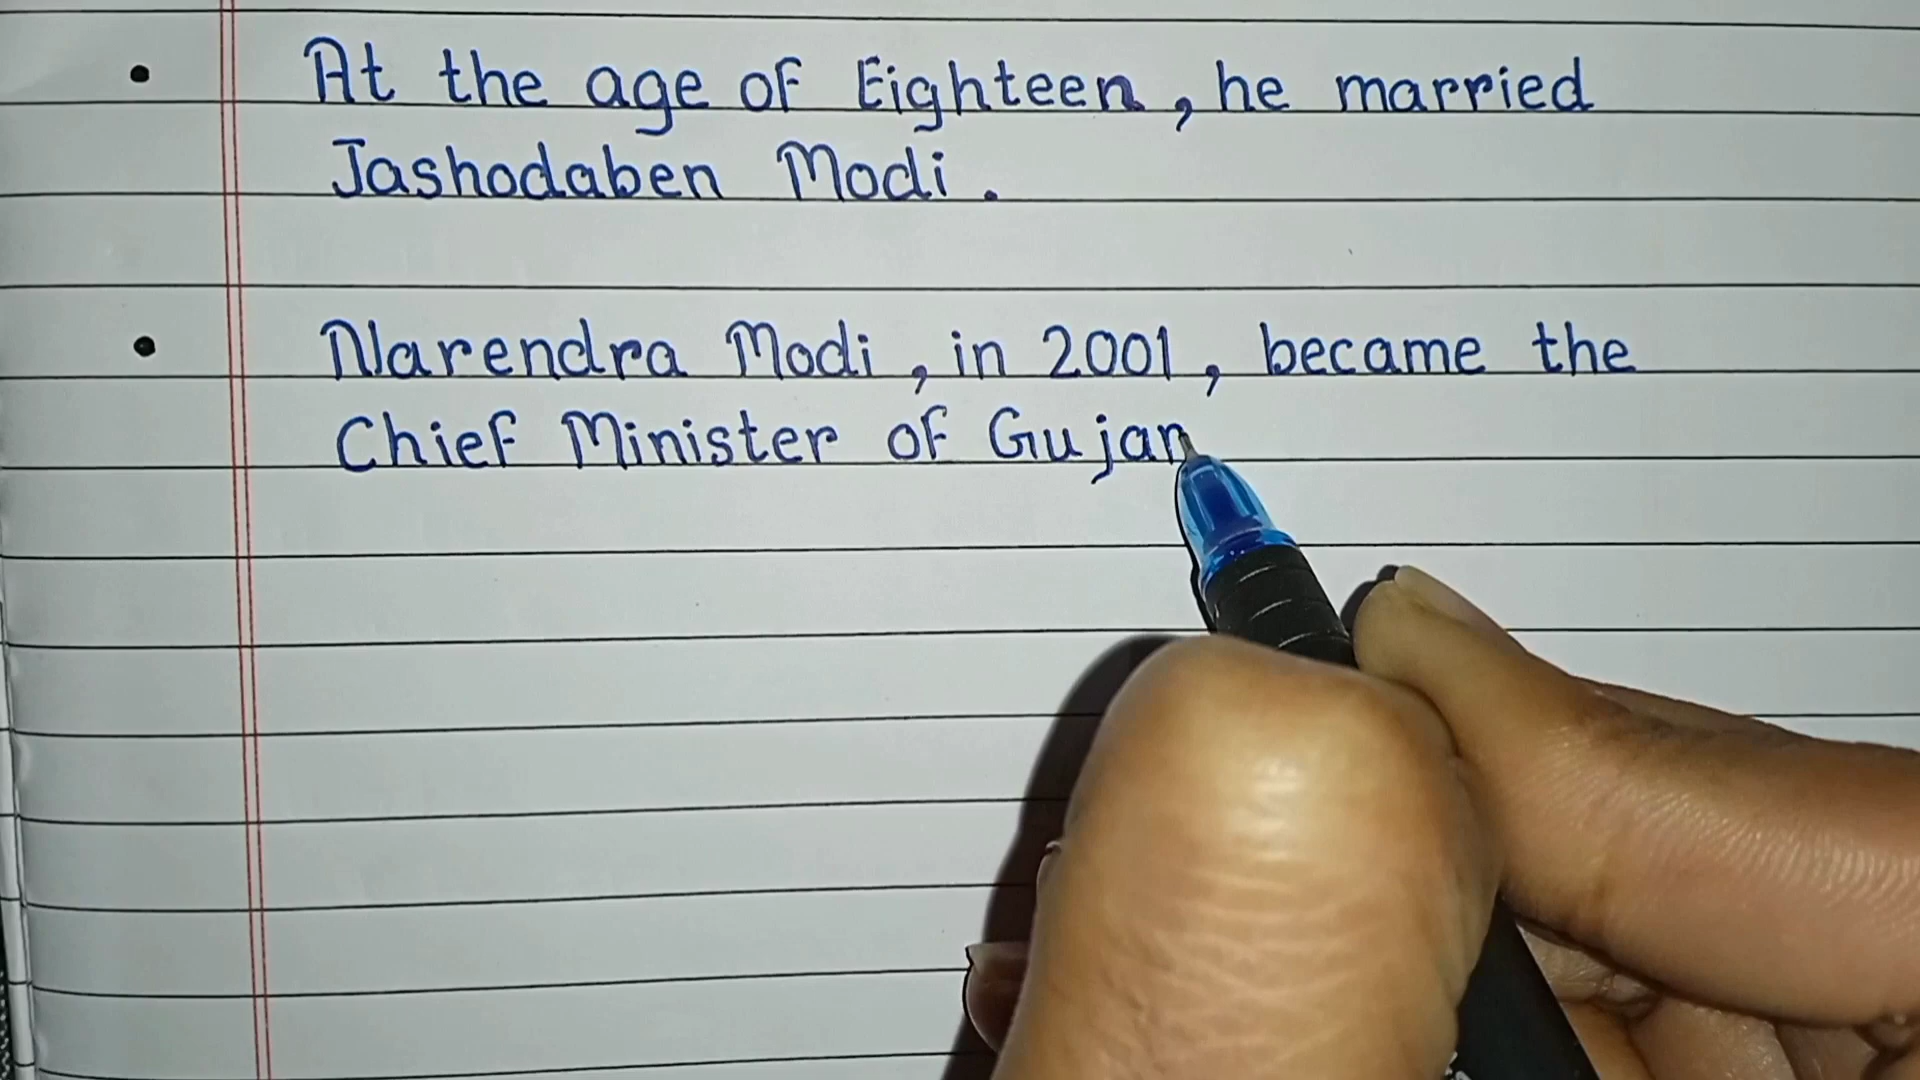 • At the age of Eighteen, he married
Jashodaben Modi.
• Narendra Modi, in 2001, became the
Chief Minister of Gujar